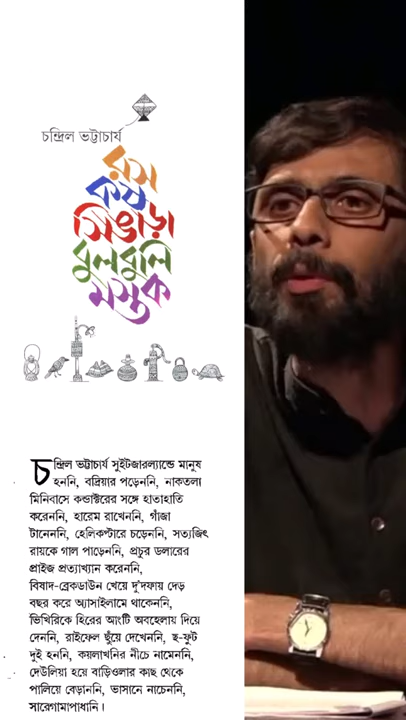 চন্দ্রিল ভট্টাচার্য
রস
কষ
সিঙাড়া
বুলবুলি
মস্তক
চন্দ্রিল ভট্টাচার্য সুইটজারল্যান্ডে মানুষ
হননি, বদ্রিয়ার পড়েননি, নাকতলা
মিনিবাসে কন্ডাক্টরের সঙ্গে হাতাহাতি
করেননি, হারেম রাখেননি, গাঁজা
টানেননি, হেলিকপ্টারে চড়েননি, সত্যজিৎ
রায়কে গাল পাড়েননি, প্রচুর ডলারের
প্রাইজ প্রত্যাখ্যান করেননি,
বিষাদ-ব্রেকডাউন খেয়ে দু'দফায় দেড়
বছর করে অ্যাসাইলামে থাকেননি,
ভিখিরিকে হিরের আংটি অবহেলায় দিয়ে
দেননি, রাইফেল ছুঁয়ে দেখেননি, ছ-ফুট
দুই হননি, কয়লাখনির নীচে নামেননি,
দেউলিয়া হয়ে বাড়িওলার কাছ থেকে
পালিয়ে বেড়াননি, ভাসানে নাচেননি,
সারেগামাপাধানি।